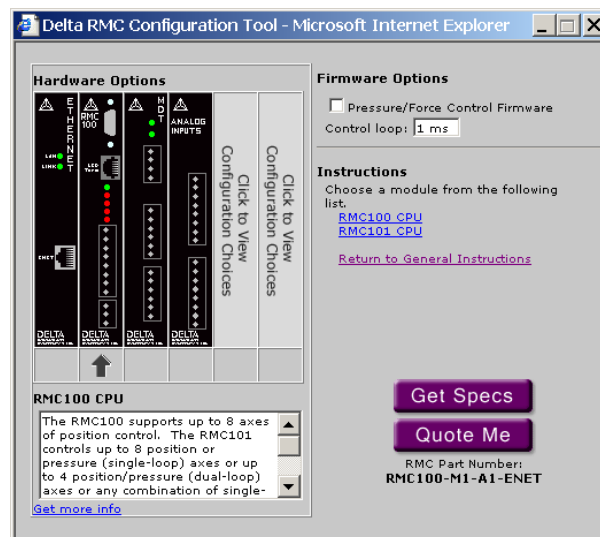 Delta RMC Configuration Tool - Microsoft Internet Explorer
Hardware Options
ETHERNET
LAN
LINK
ENET
DELTA
RMC
100
LCD
Term
DELTA
MDT
DELTA
ANALOG
INPUTS
DELTA
Click to View
Configuration Choices
Click to View
Configuration Choices
RMC100 CPU
The RMC100 supports up to 8 axes
of position control. The RMC101
controls up to 8 position or
pressure (single-loop) axes or up
to 4 position/pressure (dual-loop)
axes or any combination of single-
Get more info
Firmware Options
Pressure/Force Control Firmware
Control loop: 1 ms
Instructions
Choose a module from the following
list.
RMC100 CPU
RMC101 CPU
Return to General Instructions
Get Specs
Quote Me
RMC Part Number:
RMC100-M1-A1-ENET